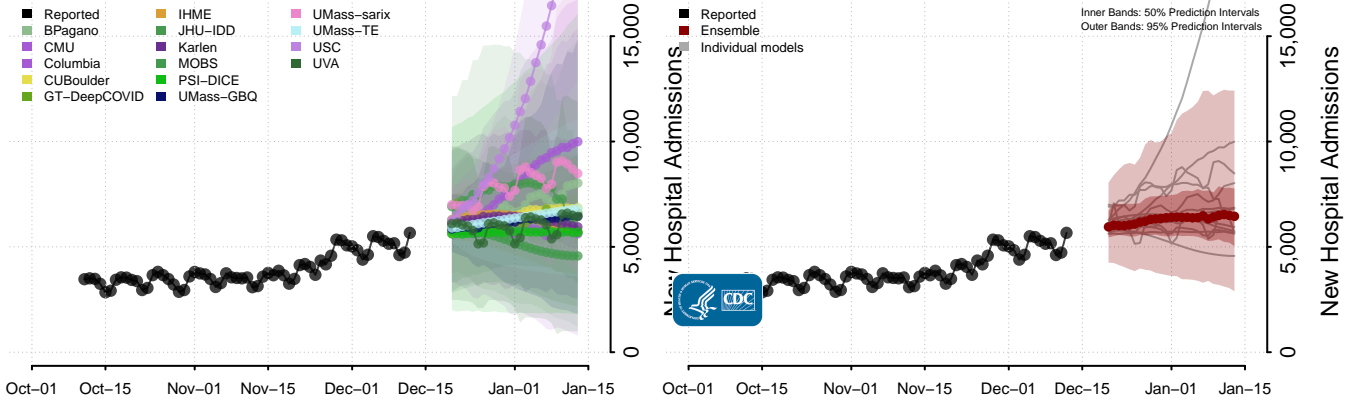 Reported
BPagano
CMU
Columbia
CUBoulder
GT−DeepCOVID
IHME
JHU−IDD
Karlen
MOBS
PSI−DICE
UMass−GBQ
UMass−sarix
UMass−TE
USC
UVA
15,000
10,000
5,000
0
New Hospital Admissions
Oct−01
Oct−15
Nov−01
Nov−15
Dec−01
Dec−15
Jan−01
Jan−15
Reported
Ensemble
Individual models
Inner Bands: 50% Prediction Intervals
Outer Bands: 95% Prediction Intervals
CDC
15,000
10,000
5,000
0
New Hospital Admissions
Oct−01
Oct−15
Nov−01
Nov−15
Dec−01
Dec−15
Jan−01
Jan−15